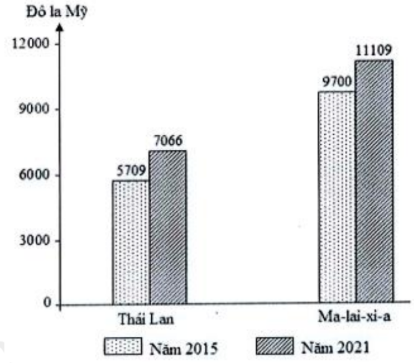 Đô la Mỹ
12000
11109
9700
9000
7066
5709
6000
3000
0
Thái Lan
Ma-lai-xi-a
Năm 2015
Năm 2021